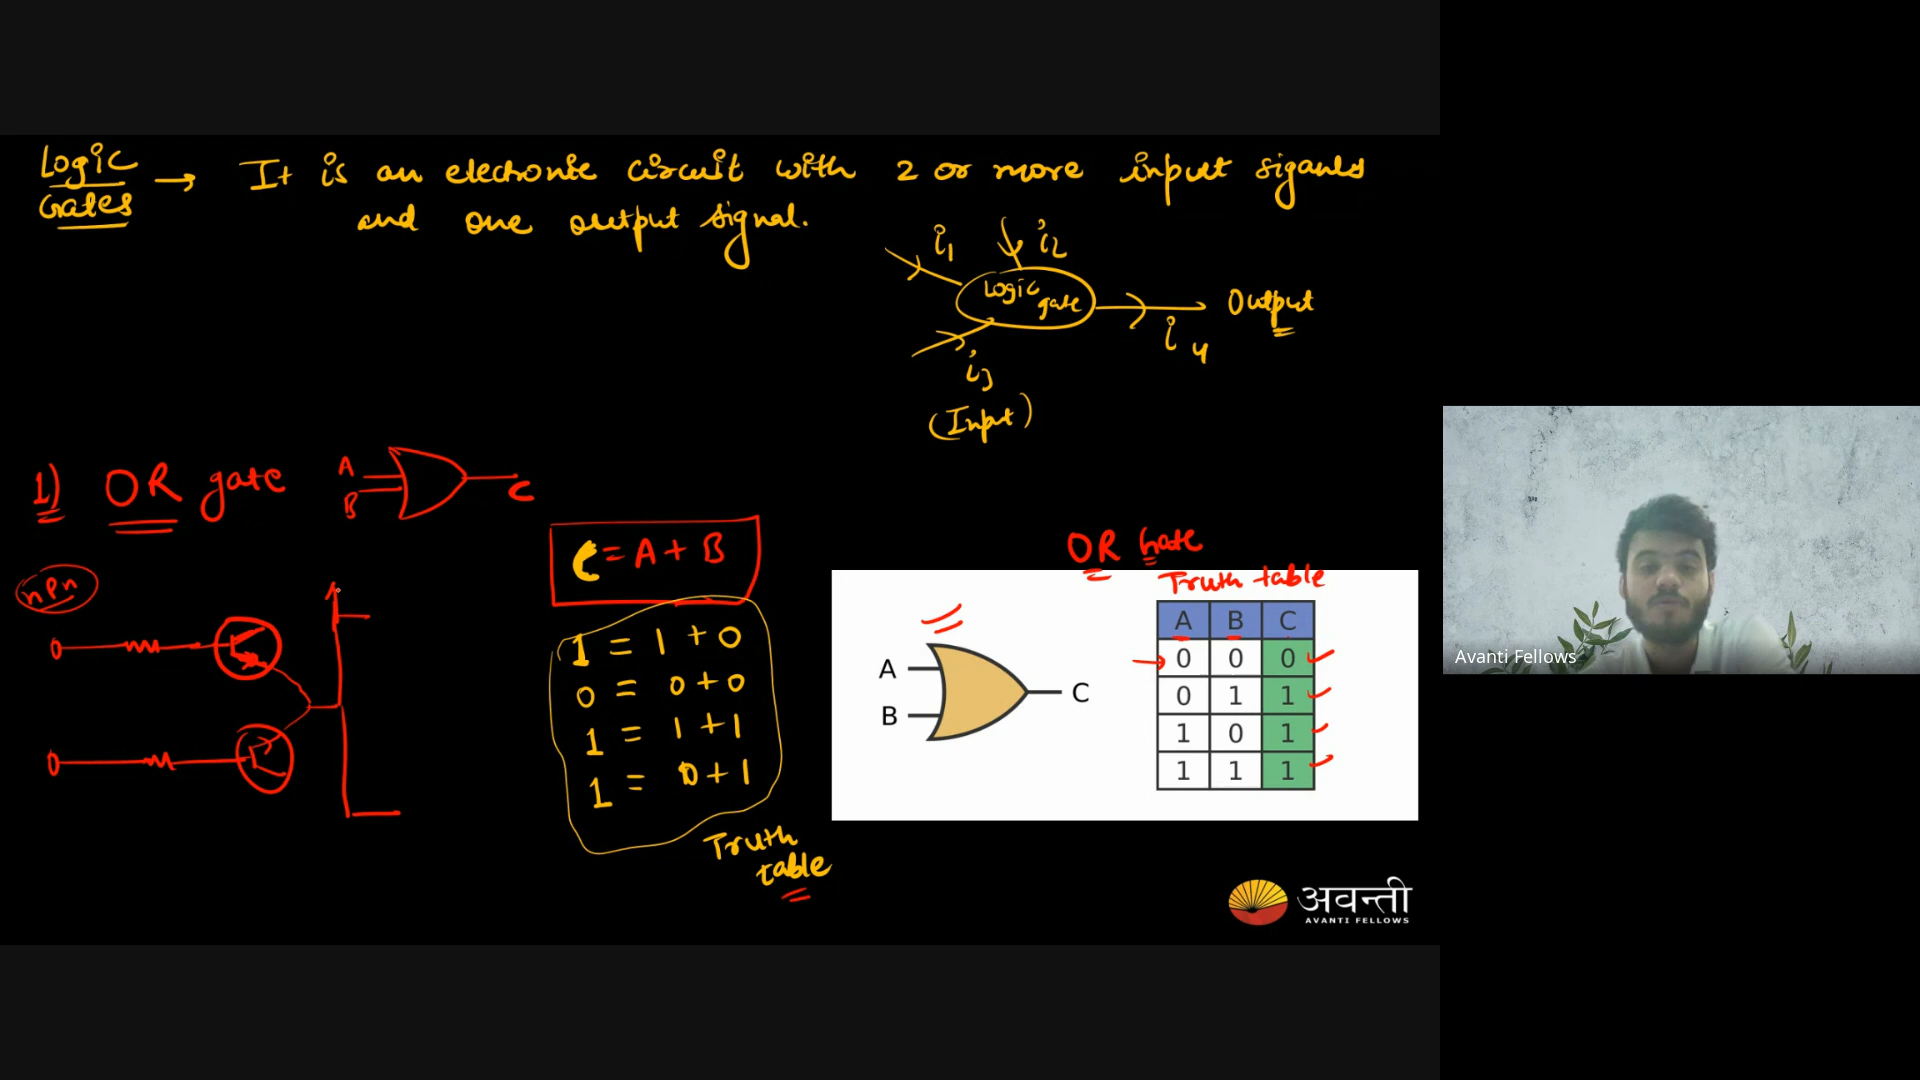 Logic Gates → It is an electronic circuit with 2 or more input siganls
and one output signal.
i1
i2
Logic gate
Output
i4
i3
(Input)
1) OR gate
A
B
C
C = A + B
npn
1 = 1 + 0
0 = 0 + 0
1 = 1 + 1
1 = 0 + 1
Truth table
OR Gate
Truth table
A B C
0 0 0
0 1 1
1 0 1
1 1 1
A
B
C
अवन्ती
AVANTI FELLOWS
Avanti Fellows